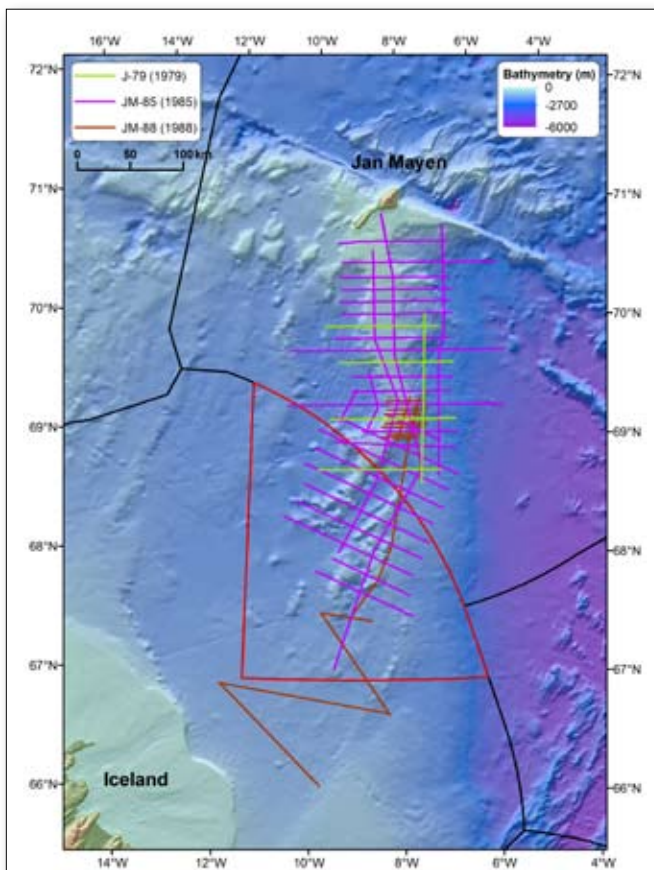 16°W 14°W 12°W 10°W 8°W 6°W 4°W
72°N 72°N
J-79 (1979)
JM-85 (1985)
JM-88 (1988)
0 50 100 km
Bathymetry (m)
0
-2700
-6000
Jan Mayen
71°N 71°N
70°N 70°N
69°N 69°N
68°N 68°N
67°N 67°N
66°N 66°N
Iceland
14°W 12°W 10°W 8°W 6°W 4°W